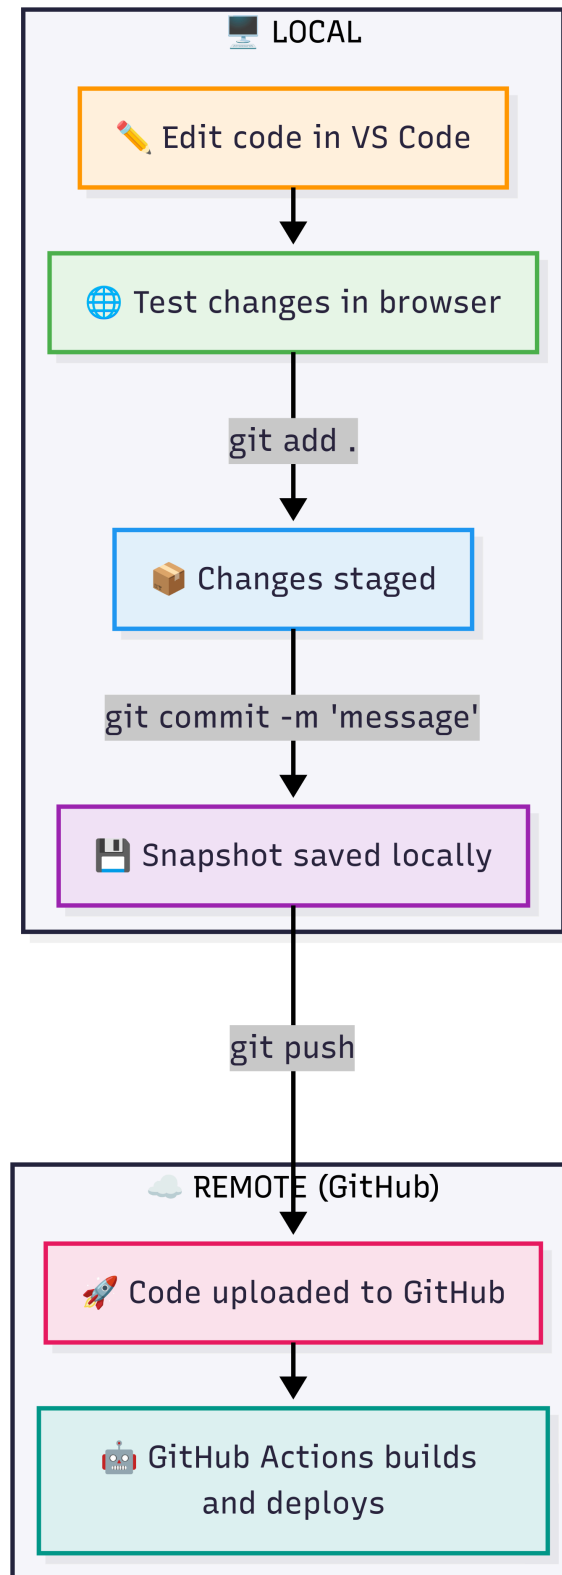 🖥️ LOCAL
✏️ Edit code in VS Code
🌐 Test changes in browser
git add .
📦 Changes staged
git commit -m 'message'
💾 Snapshot saved locally
git push
☁️ REMOTE (GitHub)
🚀 Code uploaded to GitHub
🤖 GitHub Actions builds
and deploys